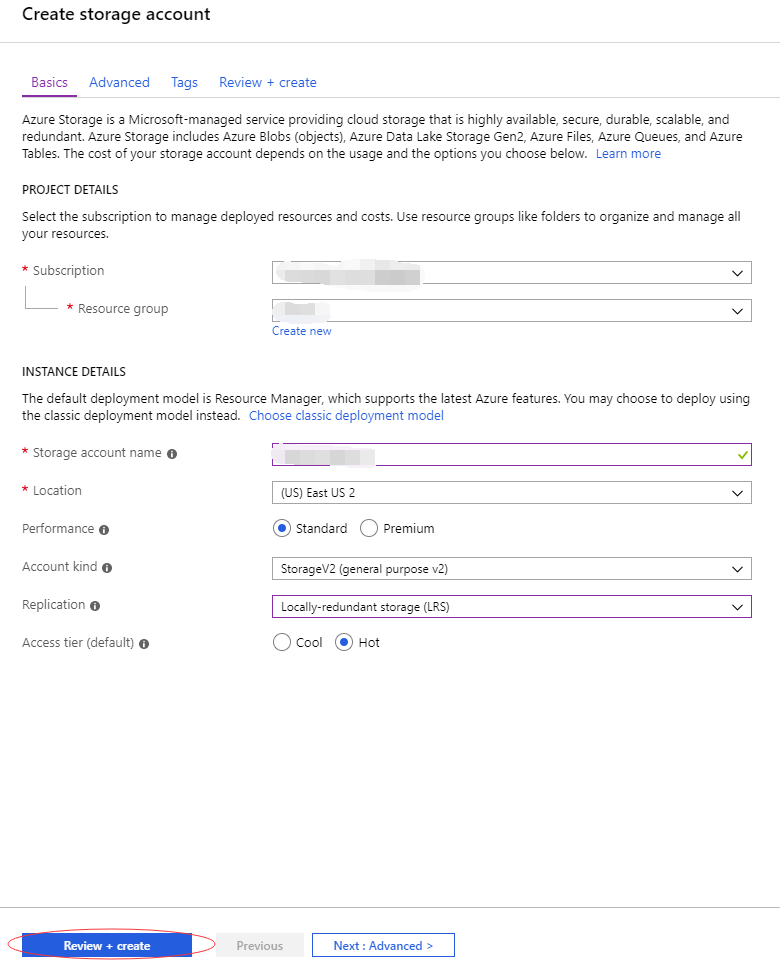 Create storage account
Basics Advanced Tags Review + create
Azure Storage is a Microsoft-managed service providing cloud storage that is highly available, secure, durable, scalable, and
redundant. Azure Storage includes Azure Blobs (objects), Azure Data Lake Storage Gen2, Azure Files, Azure Queues, and Azure
Tables. The cost of your storage account depends on the usage and the options you choose below. Learn more
PROJECT DETAILS
Select the subscription to manage deployed resources and costs. Use resource groups like folders to organize and manage all
your resources.
* Subscription
* Resource group
Create new
INSTANCE DETAILS
The default deployment model is Resource Manager, which supports the latest Azure features. You may choose to deploy using
the classic deployment model instead. Choose classic deployment model
* Storage account name
* Location (US) East US 2
Performance Standard Premium
Account kind StorageV2 (general purpose v2)
Replication Locally-redundant storage (LRS)
Access tier (default) Cool Hot
Review + create Previous Next : Advanced >